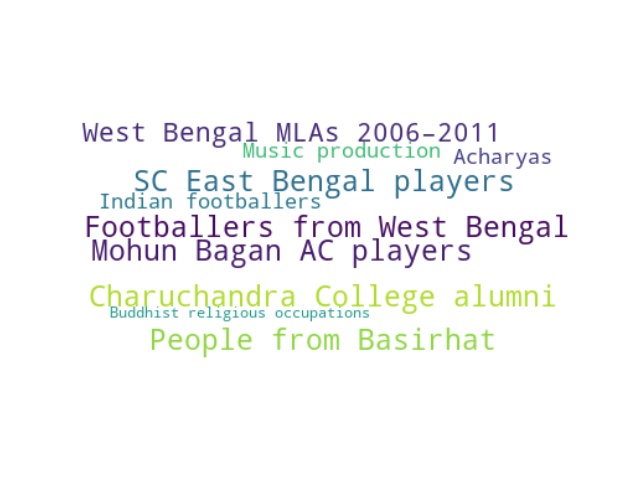 West Bengal MLAs 2006–2011
Music production
Acharyas
SC East Bengal players
Indian footballers
Footballers from West Bengal
Mohun Bagan AC players
Charuchandra College alumni
Buddhist religious occupations
People from Basirhat